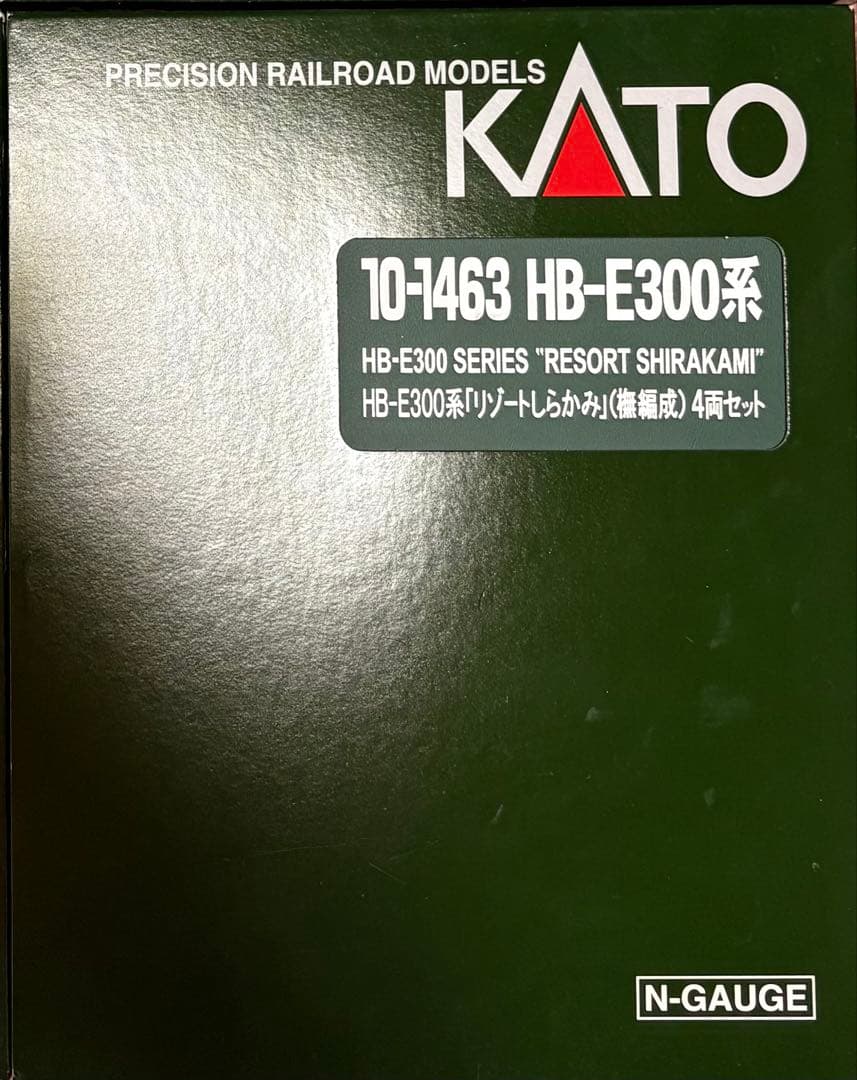 PRECISION RAILROAD MODELS
KATO
10-1463 HB-E300系
HB-E300 SERIES "RESORT SHIRAKAMI"
HB-E300系「リゾートしらかみ」(橅編成) 4両セット
N-GAUGE